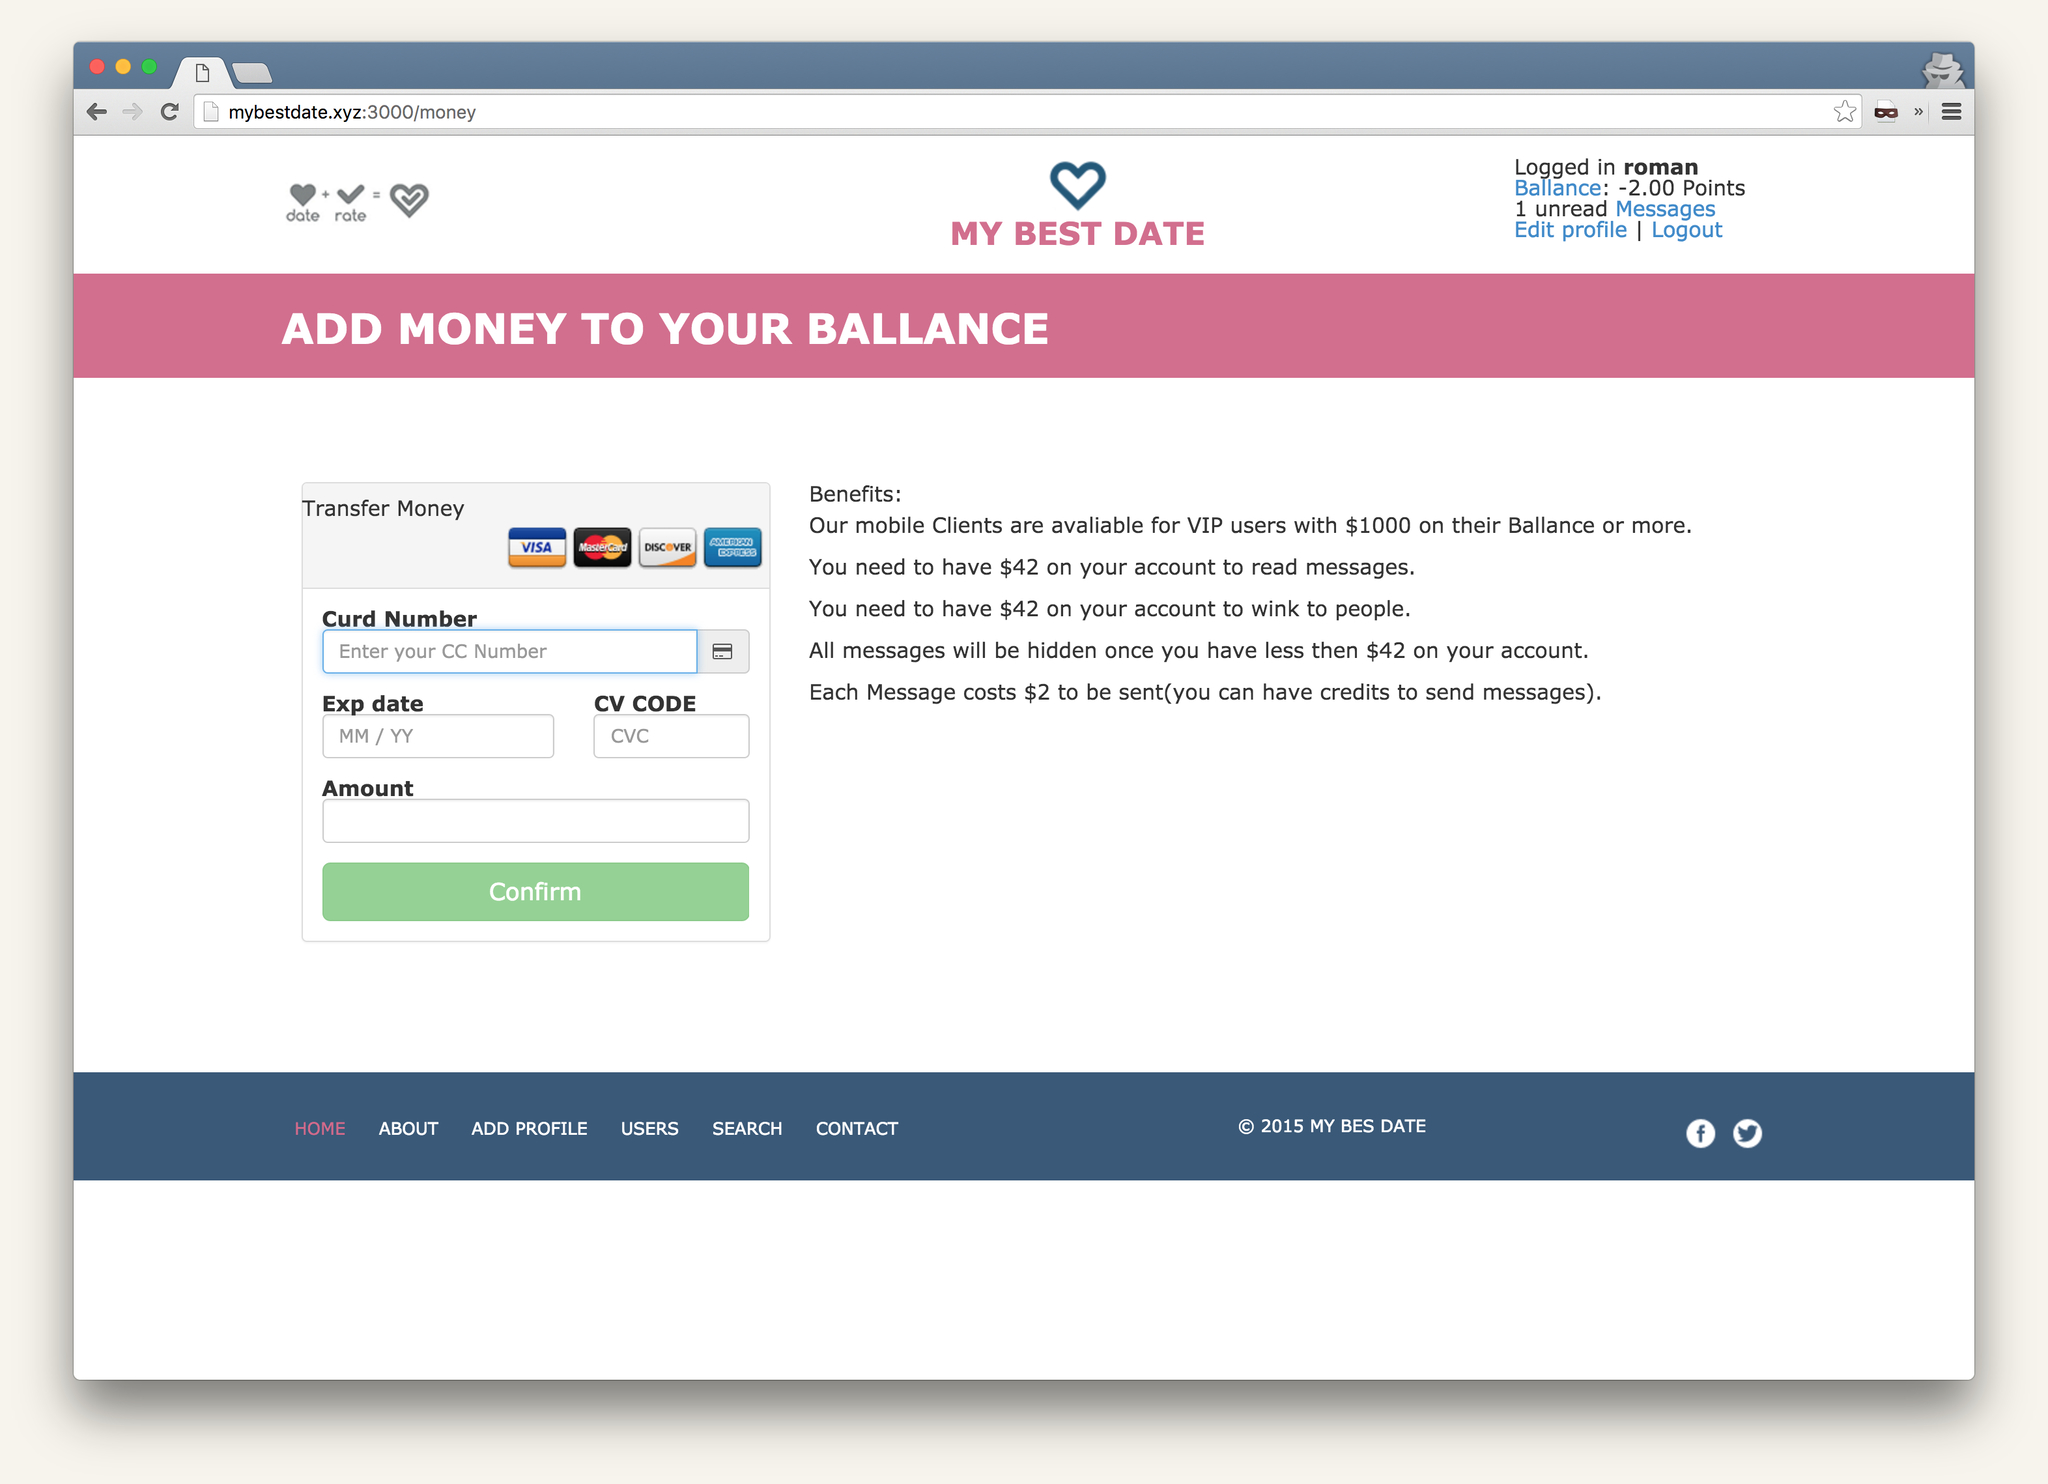 mybestdate.xyz:3000/money
date + rate =
MY BEST DATE
Logged in roman
Ballance: -2.00 Points
1 unread Messages
Edit profile | Logout
ADD MONEY TO YOUR BALLANCE
Transfer Money
VISA MasterCard DISCOVER AMERICAN EXPRESS
Curd Number
Enter your CC Number
Exp date CV CODE
MM / YY CVC
Amount
Confirm
Benefits:
Our mobile Clients are avaliable for VIP users with $1000 on their Ballance or more.
You need to have $42 on your account to read messages.
You need to have $42 on your account to wink to people.
All messages will be hidden once you have less then $42 on your account.
Each Message costs $2 to be sent(you can have credits to send messages).
HOME ABOUT ADD PROFILE USERS SEARCH CONTACT © 2015 MY BES DATE